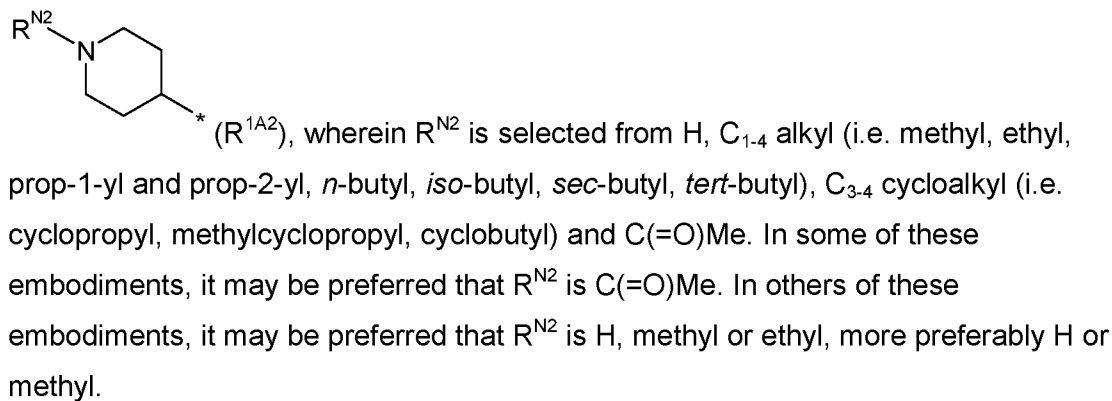 R^N2
N
* (R^1A2), wherein R^N2 is selected from H, C_1-4 alkyl (i.e. methyl, ethyl,
prop-1-yl and prop-2-yl, n-butyl, iso-butyl, sec-butyl, tert-butyl), C_3-4 cycloalkyl (i.e.
cyclopropyl, methylcyclopropyl, cyclobutyl) and C(=O)Me. In some of these
embodiments, it may be preferred that R^N2 is C(=O)Me. In others of these
embodiments, it may be preferred that R^N2 is H, methyl or ethyl, more preferably H or
methyl.